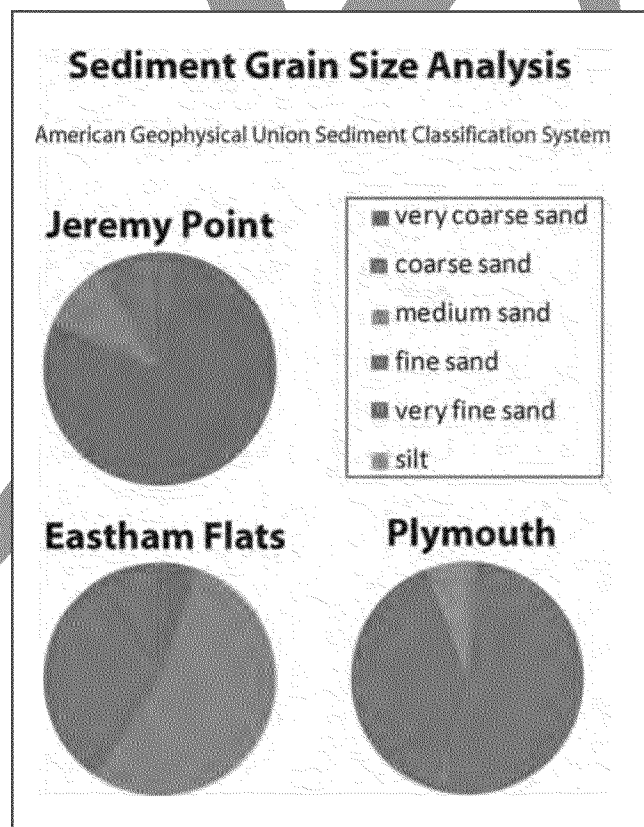 Sediment Grain Size Analysis
American Geophysical Union Sediment Classification System
Jeremy Point
very coarse sand
coarse sand
medium sand
fine sand
very fine sand
silt
Eastham Flats
Plymouth